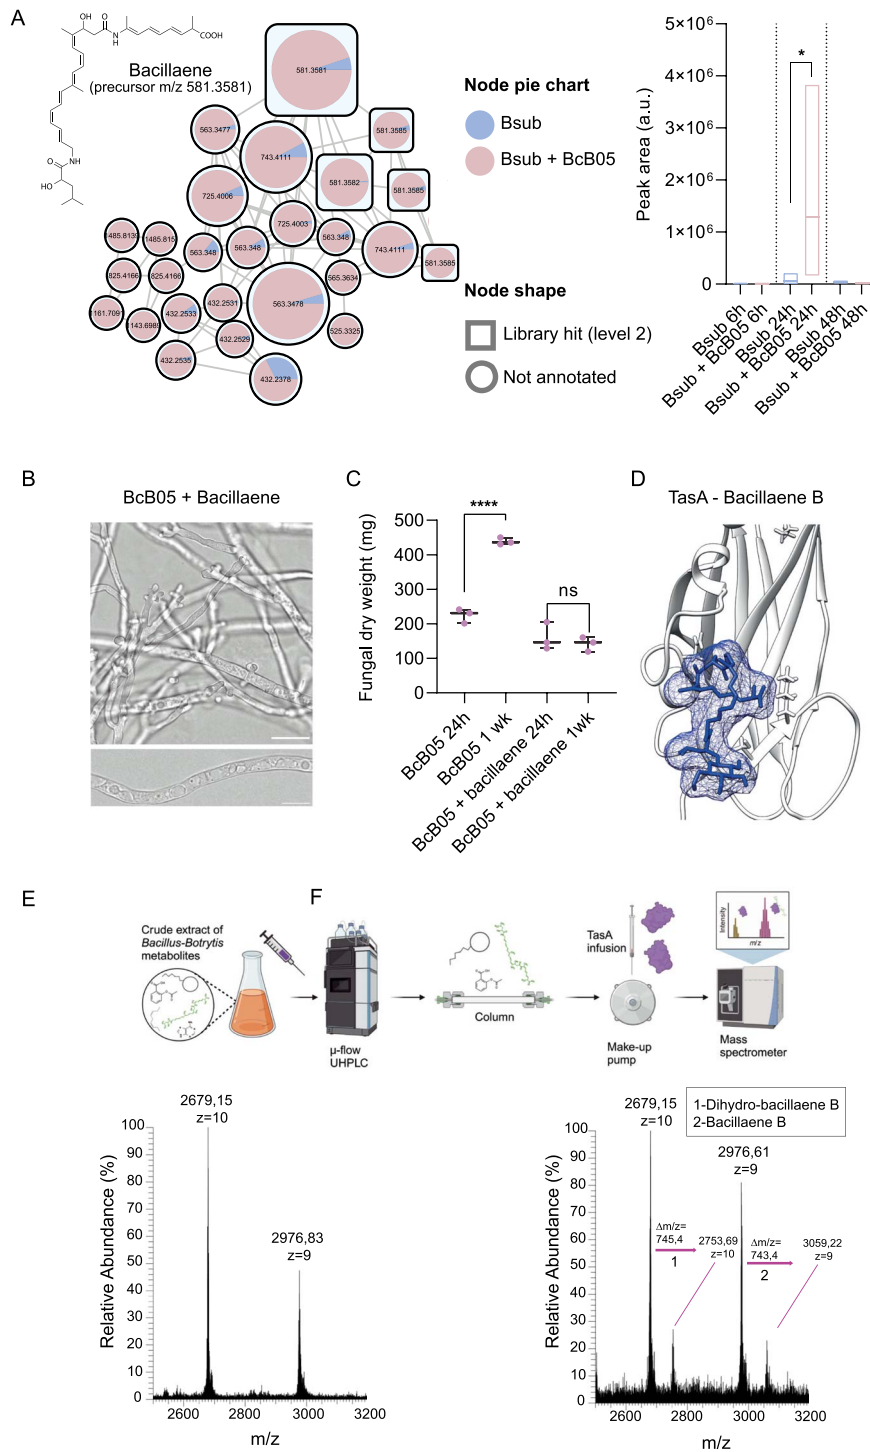 A
OH
O
N
H
COOH
Bacillaene
(precursor m/z 581.3581)
O
NH
HO
581.3581
563.3477
581.3585
743.4111
581.3582
581.3585
725.4006
725.4003
1485.8139
1485.815
563.348
563.348
563.348
743.4111
581.3585
825.4166
825.4166
565.3634
563.3478
1161.7091
432.2533
432.2531
1143.6989
525.3325
432.2529
432.2535
432.2378
Node pie chart
Bsub
Bsub + BcB05
Node shape
Library hit (level 2)
Not annotated
Peak area (a.u.)
5×10⁶
4×10⁶
3×10⁶
2×10⁶
1×10⁶
0
*
Bsub 6h
Bsub + BcB05 6h
Bsub 24h
Bsub + BcB05 24h
Bsub 48h
Bsub + BcB05 48h
B
BcB05 + Bacillaene
C
Fungal dry weight (mg)
500
400
300
200
100
0
****
ns
BcB05 24h
BcB05 1 wk
BcB05 + bacillaene 24h
BcB05 + bacillaene 1wk
D
TasA - Bacillaene B
E
Crude extract of
Bacillus-Botrytis
metabolites
F
µ-flow
UHPLC
Column
TasA
infusion
Make-up
pump
Intensity
m/z
Mass
spectrometer
2679,15
z=10
2976,83
z=9
Relative Abundance (%)
100
90
80
70
60
50
40
30
20
10
0
2600
2800
3000
3200
m/z
2679,15
z=10
1-Dihydro-bacillaene B
2-Bacillaene B
2976,61
z=9
Δm/z=
745,4
1
2753,69
z=10
Δm/z=
743,4
2
3059,22
z=9
Relative Abundance (%)
100
90
80
70
60
50
40
30
20
10
0
2600
2800
3000
3200
m/z